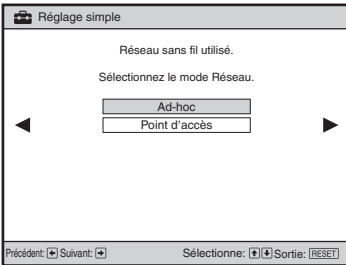 Réglage simple
Réseau sans fil utilisé.
Sélectionnez le mode Réseau.
Ad-hoc
Point d'accès
Précédent: ← Suivant: → Sélectionne: ↑ ↓ Sortie: RESET